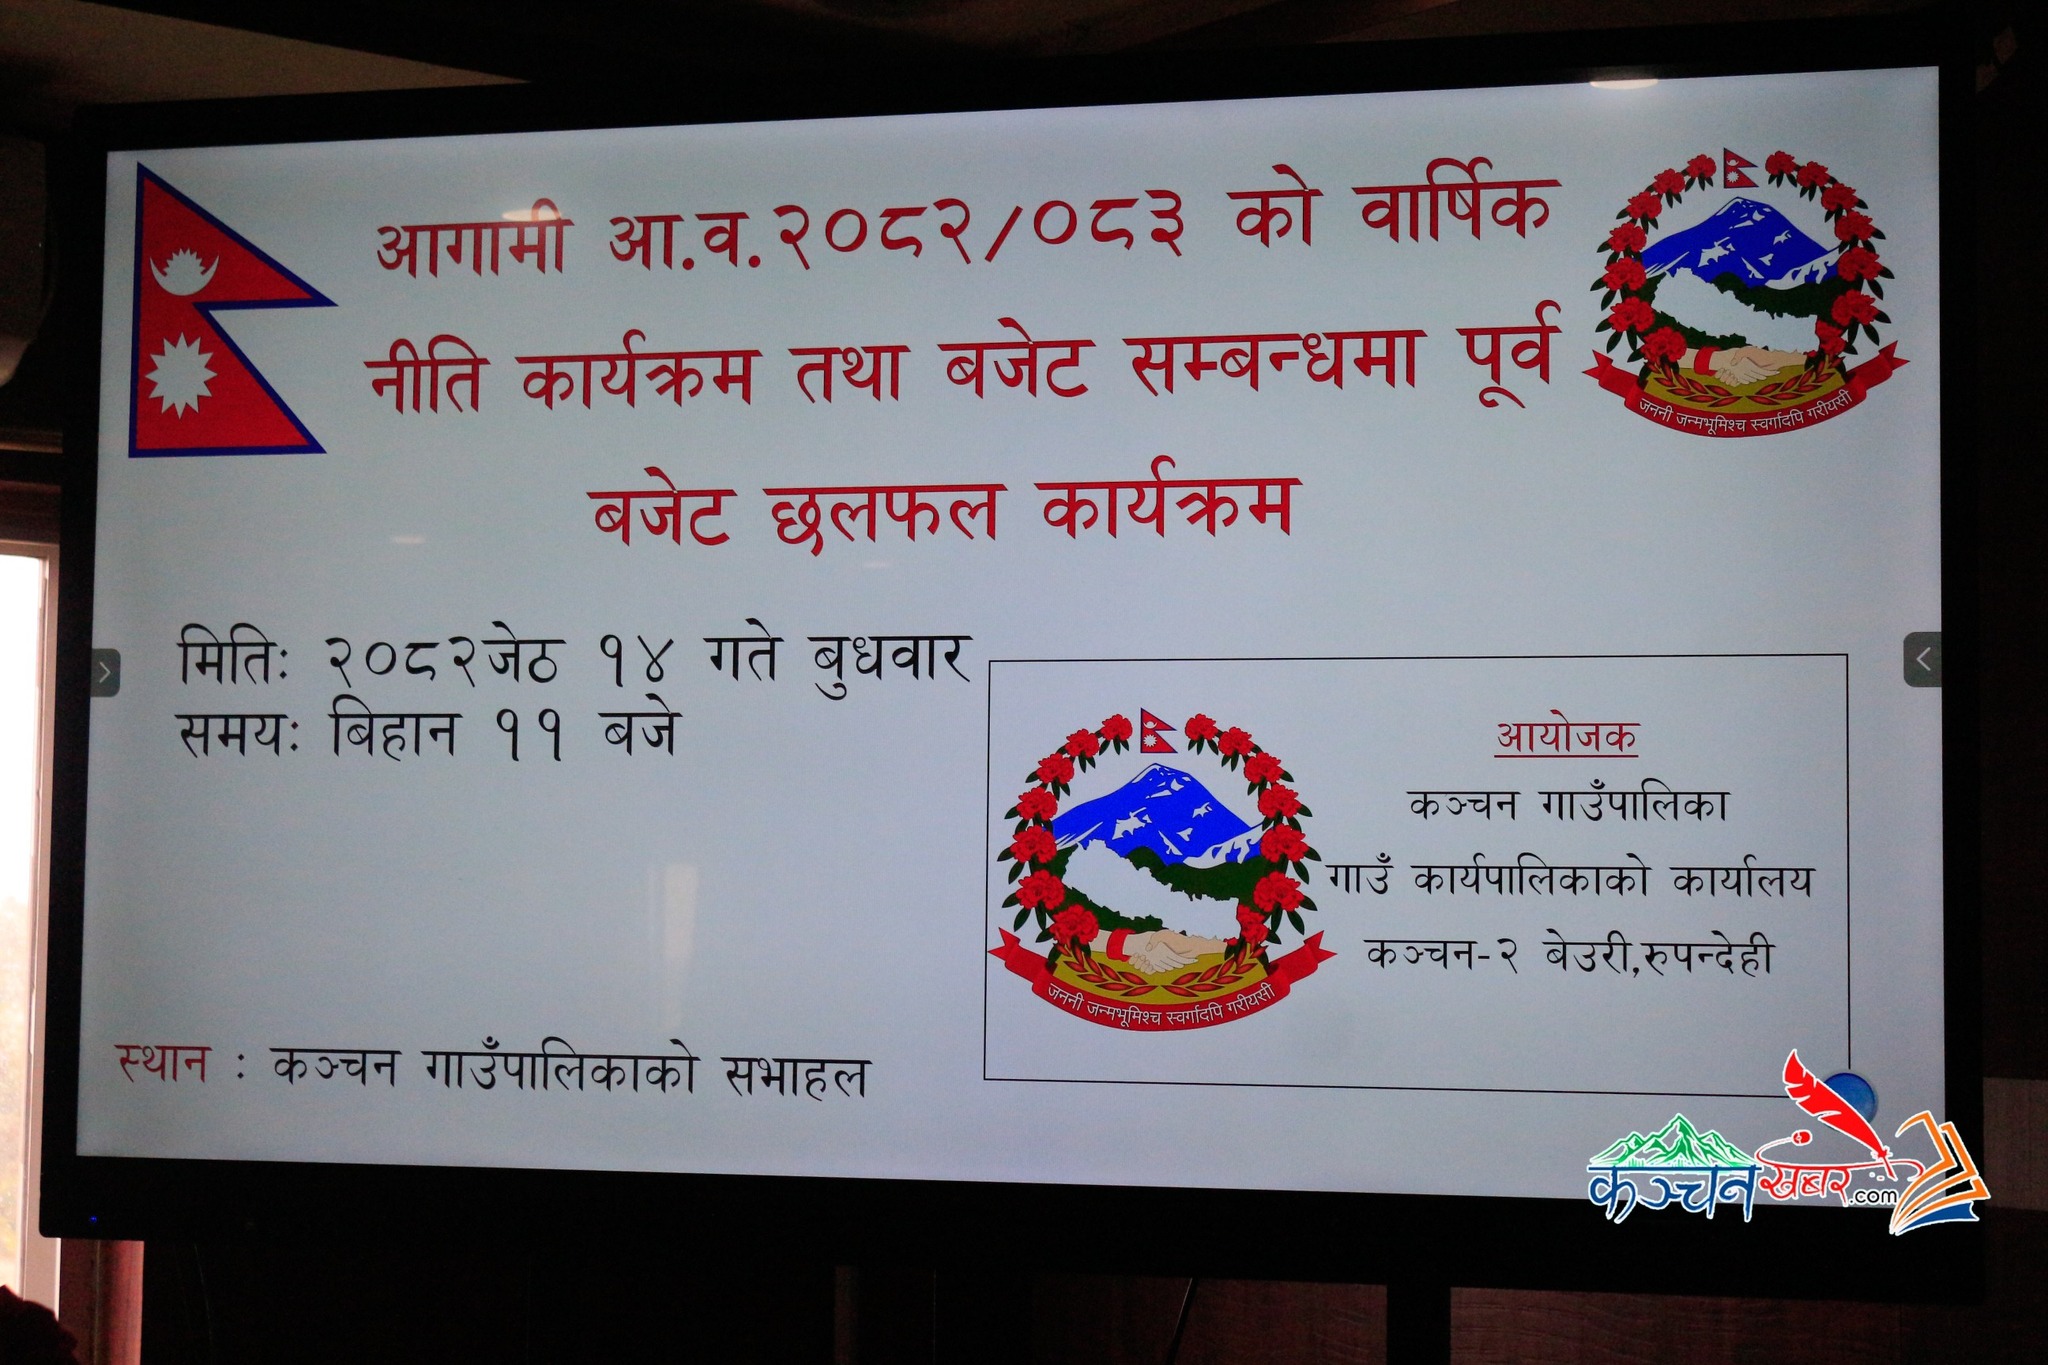 आगामी आ.व.२०८२/०८३ को वार्षिक
नीति कार्यक्रम तथा बजेट सम्बन्धमा पूर्व
बजेट छलफल कार्यक्रम
जननी जन्मभूमिश्च स्वर्गादपि गरीयसी
मितिः २०८२जेठ १४ गते बुधवार
समयः बिहान ११ बजे
आयोजक
कञ्चन गाउँपालिका
गाउँ कार्यपालिकाको कार्यालय
कञ्चन-२ बेउरी,रुपन्देही
जननी जन्मभूमिश्च स्वर्गादपि गरीयसी
स्थान : कञ्चन गाउँपालिकाको सभाहल
कञ्चन खबर.com